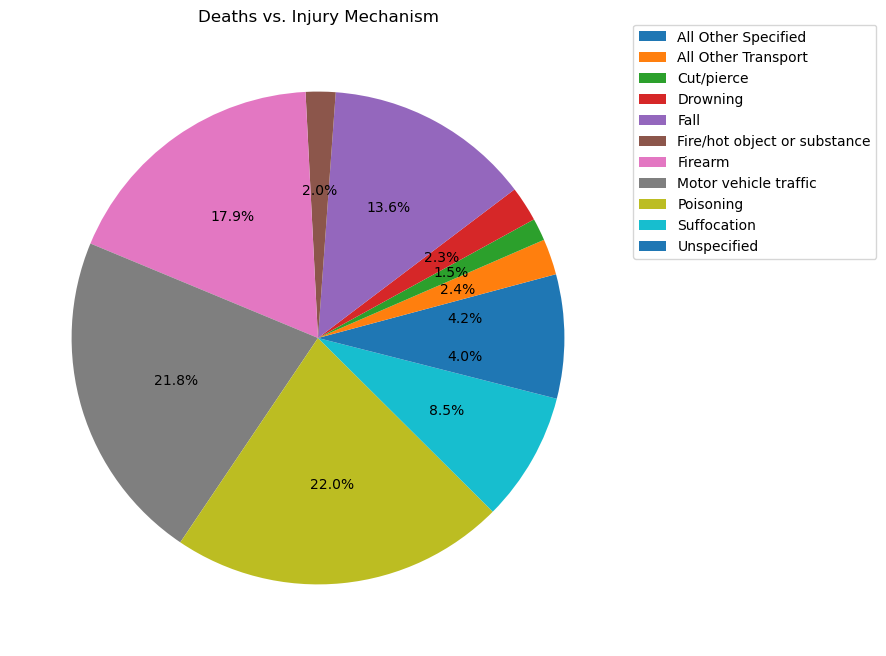 Deaths vs. Injury Mechanism
All Other Specified
All Other Transport
Cut/pierce
Drowning
Fall
Fire/hot object or substance
Firearm
Motor vehicle traffic
Poisoning
Suffocation
Unspecified
2.0%
13.6%
17.9%
2.3%
1.5%
2.4%
4.2%
4.0%
21.8%
8.5%
22.0%